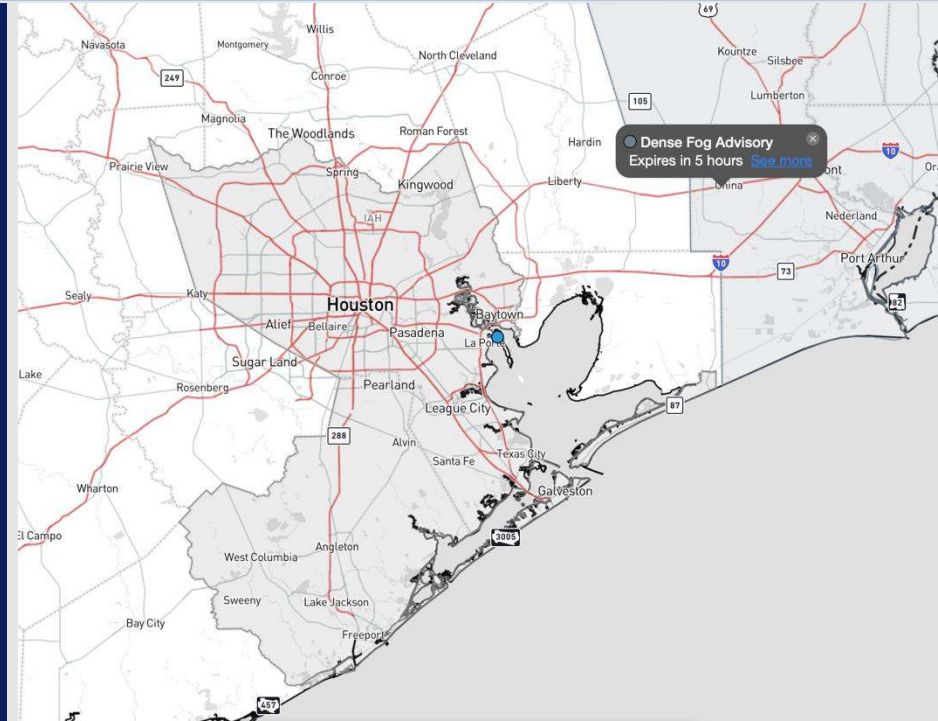 69
Willis
Navasota
Montgomery
North Cleveland
Kountze
Silsbee
249
Conroe
Lumberton
105
Magnolia
The Woodlands
Roman Forest
Hardin
Dense Fog Advisory
Expires in 5 hours See more
10
Prairie View
Spring
Kingwood
Liberty
China
IAH
Nederland
Port Arthur
10
73
Sealy
Katy
Houston
Baytown
82
Alief
Bellaire
Pasadena
La Porte
Sugar Land
Lake
Rosenberg
Pearland
League City
87
288
Alvin
Santa Fe
Texas City
Wharton
Galveston
El Campo
3005
Angleton
West Columbia
Sweeny
Lake Jackson
Bay City
Freeport
457